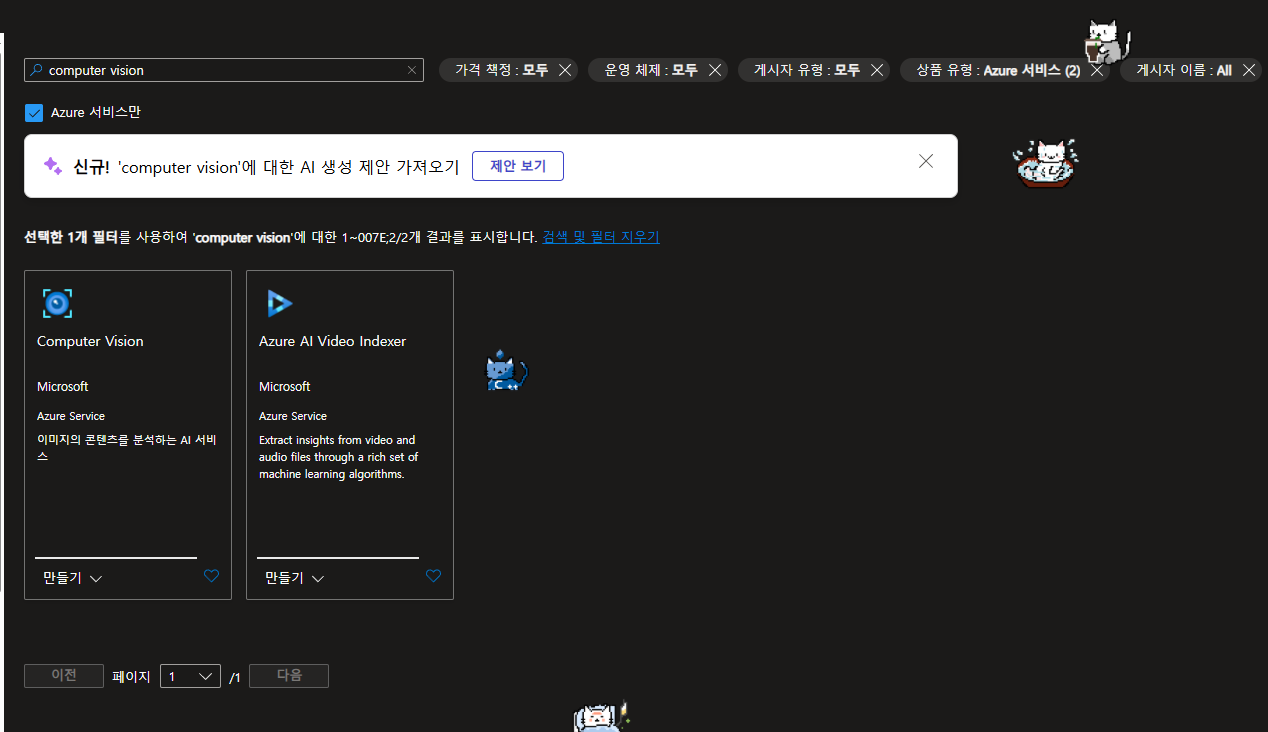 computer vision
가격 책정 : 모두
운영 체제 : 모두
게시자 유형 : 모두
상품 유형 : Azure 서비스 (2)
게시자 이름 : All
Azure 서비스만
신규! 'computer vision'에 대한 AI 생성 제안 가져오기
제안 보기
선택한 1개 필터를 사용하여 'computer vision'에 대한 1~007E;2/2개 결과를 표시합니다. 검색 및 필터 지우기
Computer Vision
Microsoft
Azure Service
이미지의 콘텐츠를 분석하는 AI 서비
스
만들기
Azure AI Video Indexer
Microsoft
Azure Service
Extract insights from video and
audio files through a rich set of
machine learning algorithms.
만들기
C ++
이전 페이지 1 /1 다음